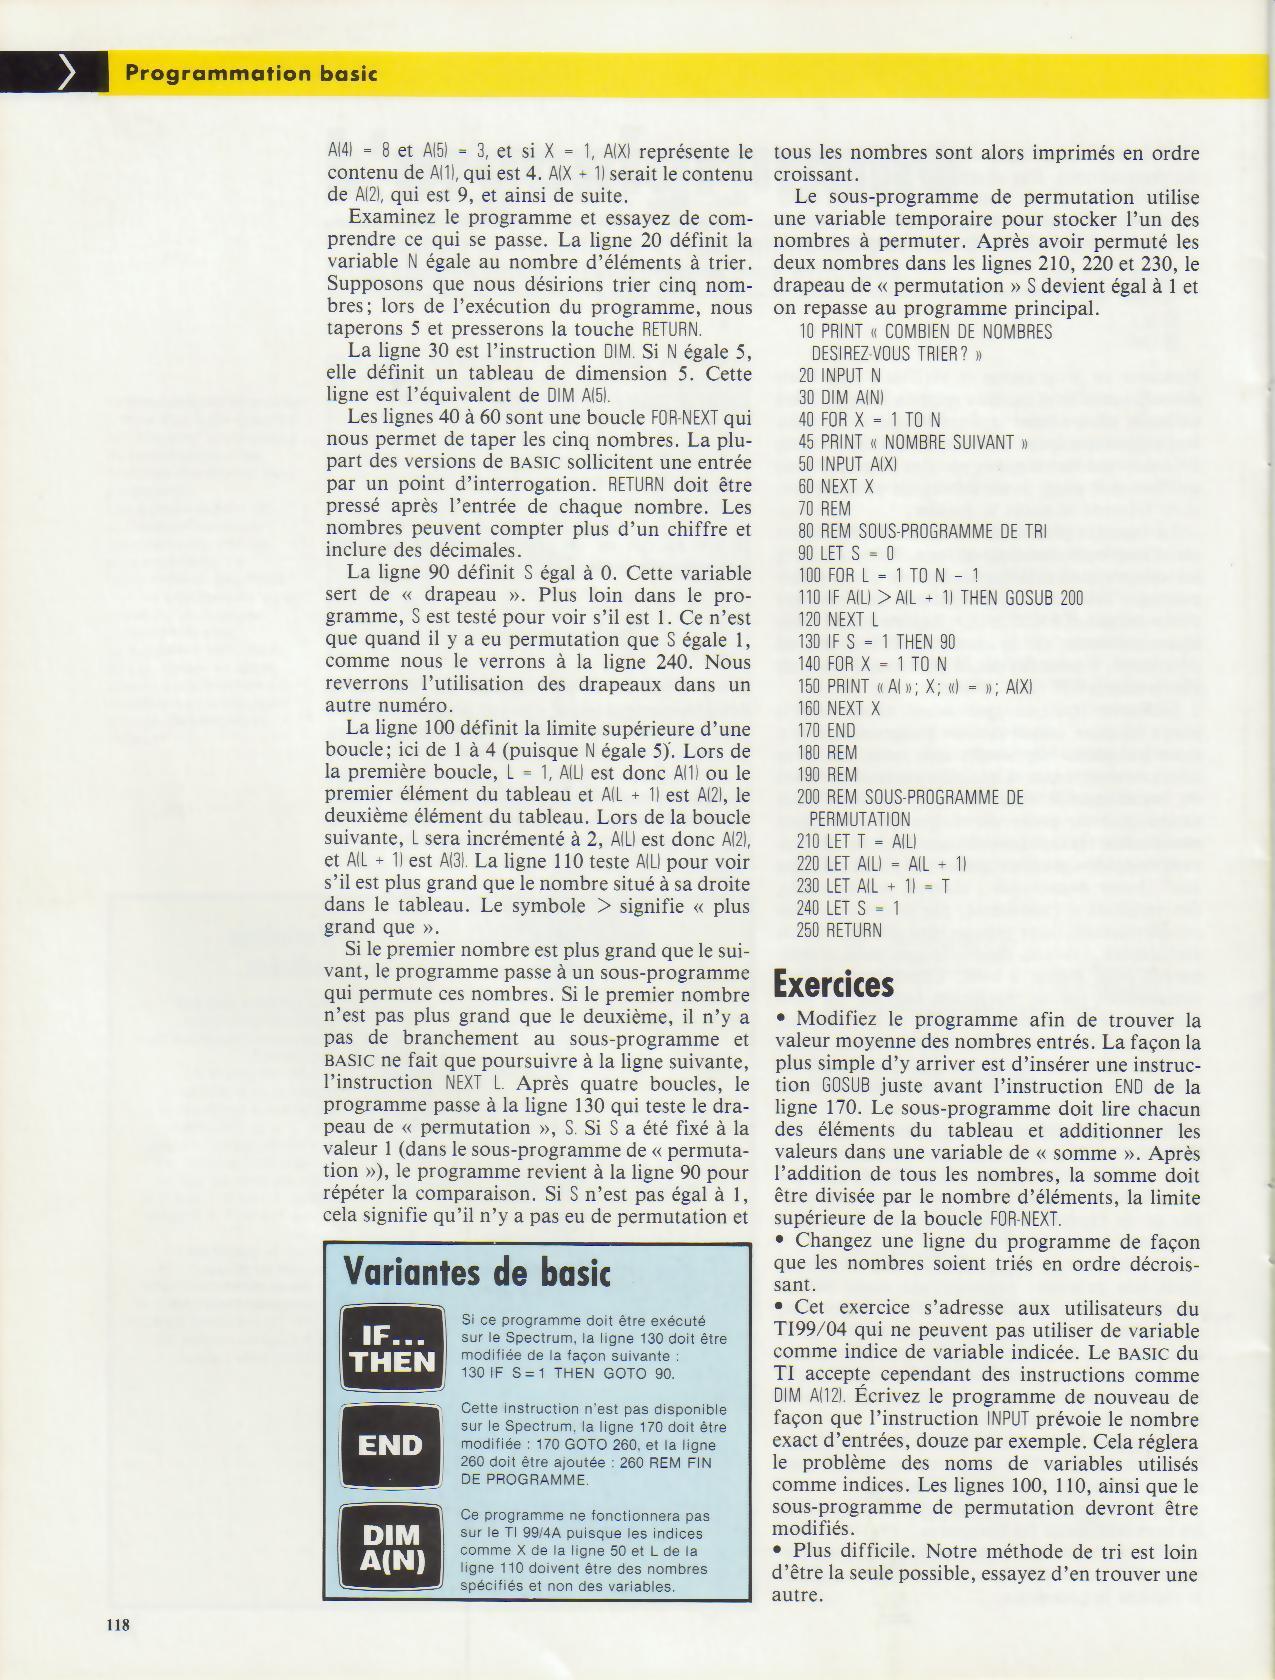 Programmation basic
A(4) = 8 et A(5) = 3, et si X = 1, A(X) représente le
contenu de A(1), qui est 4. A(X + 1) serait le contenu
de A(2), qui est 9, et ainsi de suite.
Examinez le programme et essayez de com-
prendre ce qui se passe. La ligne 20 définit la
variable N égale au nombre d'éléments à trier.
Supposons que nous désirions trier cinq nom-
bres; lors de l'exécution du programme, nous
taperons 5 et presserons la touche RETURN.
La ligne 30 est l'instruction DIM. Si N égale 5,
elle définit un tableau de dimension 5. Cette
ligne est l'équivalent de DIM A(5).
Les lignes 40 à 60 sont une boucle FOR-NEXT qui
nous permet de taper les cinq nombres. La plu-
part des versions de BASIC sollicitent une entrée
par un point d'interrogation. RETURN doit être
pressé après l'entrée de chaque nombre. Les
nombres peuvent compter plus d'un chiffre et
inclure des décimales.
La ligne 90 définit S égal à 0. Cette variable
sert de « drapeau ». Plus loin dans le pro-
gramme, S est testé pour voir s'il est 1. Ce n'est
que quand il y a eu permutation que S égale 1,
comme nous le verrons à la ligne 240. Nous
reverrons l'utilisation des drapeaux dans un
autre numéro.
La ligne 100 définit la limite supérieure d'une
boucle; ici de 1 à 4 (puisque N égale 5). Lors de
la première boucle, L = 1, A(L) est donc A(1) ou le
premier élément du tableau et A(L + 1) est A(2), le
deuxième élément du tableau. Lors de la boucle
suivante, L sera incrémenté à 2, A(L) est donc A(2),
et A(L + 1) est A(3). La ligne 110 teste A(L) pour voir
s'il est plus grand que le nombre situé à sa droite
dans le tableau. Le symbole > signifie « plus
grand que ».
Si le premier nombre est plus grand que le sui-
vant, le programme passe à un sous-programme
qui permute ces nombres. Si le premier nombre
n'est pas plus grand que le deuxième, il n'y a
pas de branchement au sous-programme et
BASIC ne fait que poursuivre à la ligne suivante,
l'instruction NEXT L. Après quatre boucles, le
programme passe à la ligne 130 qui teste le dra-
peau de « permutation », S. Si S a été fixé à la
valeur 1 (dans le sous-programme de « permuta-
tion »), le programme revient à la ligne 90 pour
répéter la comparaison. Si S n'est pas égal à 1,
cela signifie qu'il n'y a pas eu de permutation et
Variantes de basic
IF...
THEN
Si ce programme doit être exécuté
sur le Spectrum, la ligne 130 doit être
modifiée de la façon suivante :
130 IF S=1 THEN GOTO 90.
END
Cette instruction n'est pas disponible
sur le Spectrum, la ligne 170 doit être
modifiée : 170 GOTO 260, et la ligne
260 doit être ajoutée : 260 REM FIN
DE PROGRAMME.
DIM
A(N)
Ce programme ne fonctionnera pas
sur le TI 99/4A puisque les indices
comme X de la ligne 50 et L de la
ligne 110 doivent être des nombres
spécifiés et non des variables.
tous les nombres sont alors imprimés en ordre
croissant.
Le sous-programme de permutation utilise
une variable temporaire pour stocker l'un des
nombres à permuter. Après avoir permuté les
deux nombres dans les lignes 210, 220 et 230, le
drapeau de « permutation » S devient égal à 1 et
on repasse au programme principal.
10 PRINT « COMBIEN DE NOMBRES
DESIREZ-VOUS TRIER? »
20 INPUT N
30 DIM A(N)
40 FOR X = 1 TO N
45 PRINT « NOMBRE SUIVANT »
50 INPUT A(X)
60 NEXT X
70 REM
80 REM SOUS-PROGRAMME DE TRI
90 LET S = 0
100 FOR L = 1 TO N - 1
110 IF A(L) > A(L + 1) THEN GOSUB 200
120 NEXT L
130 IF S = 1 THEN 90
140 FOR X = 1 TO N
150 PRINT « A( »; X; «) = »; A(X)
160 NEXT X
170 END
180 REM
190 REM
200 REM SOUS-PROGRAMME DE
PERMUTATION
210 LET T = A(L)
220 LET A(L) = A(L + 1)
230 LET A(L + 1) = T
240 LET S = 1
250 RETURN
Exercices
• Modifiez le programme afin de trouver la
valeur moyenne des nombres entrés. La façon la
plus simple d'y arriver est d'insérer une instruc-
tion GOSUB juste avant l'instruction END de la
ligne 170. Le sous-programme doit lire chacun
des éléments du tableau et additionner les
valeurs dans une variable de « somme ». Après
l'addition de tous les nombres, la somme doit
être divisée par le nombre d'éléments, la limite
supérieure de la boucle FOR-NEXT.
• Changez une ligne du programme de façon
que les nombres soient triés en ordre décrois-
sant.
• Cet exercice s'adresse aux utilisateurs du
TI99/04 qui ne peuvent pas utiliser de variable
comme indice de variable indicée. Le BASIC du
TI accepte cependant des instructions comme
DIM A(12). Écrivez le programme de nouveau de
façon que l'instruction INPUT prévoie le nombre
exact d'entrées, douze par exemple. Cela réglera
le problème des noms de variables utilisés
comme indices. Les lignes 100, 110, ainsi que le
sous-programme de permutation devront être
modifiés.
• Plus difficile. Notre méthode de tri est loin
d'être la seule possible, essayez d'en trouver une
autre.
118